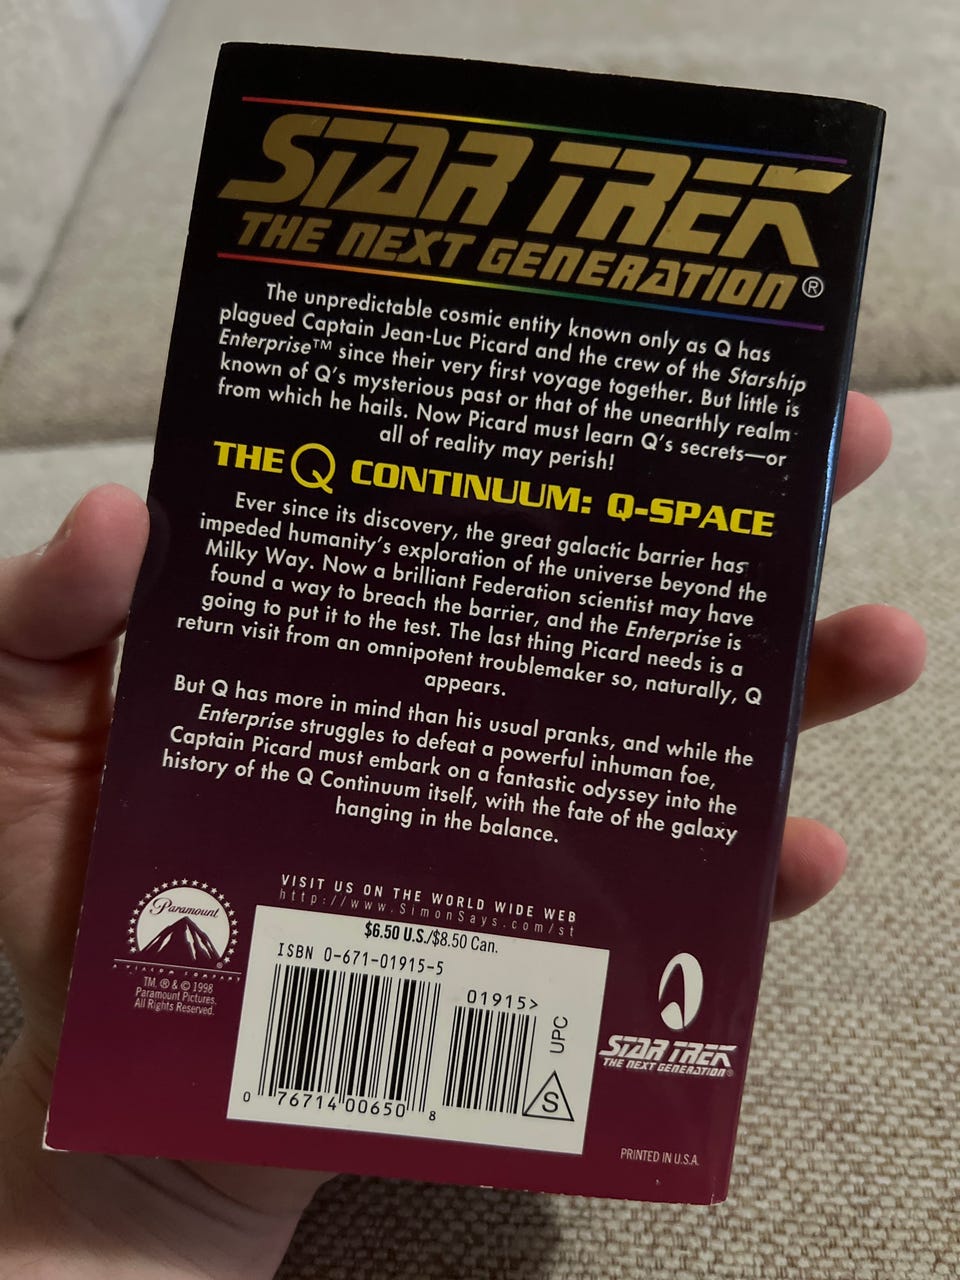 STAR TREK
THE NEXT GENERATION®
The unpredictable cosmic entity known only as Q has
plagued Captain Jean-Luc Picard and the crew of the Starship
Enterprise™ since their very first voyage together. But little is
known of Q's mysterious past or that of the unearthly realm
from which he hails. Now Picard must learn Q's secrets—or
all of reality may perish!
THE Q CONTINUUM: Q-SPACE
Ever since its discovery, the great galactic barrier has
impeded humanity's exploration of the universe beyond the
Milky Way. Now a brilliant Federation scientist may have
found a way to breach the barrier, and the Enterprise is
going to put it to the test. The last thing Picard needs is a
return visit from an omnipotent troublemaker so, naturally, Q
appears.
But Q has more in mind than his usual pranks, and while the
Enterprise struggles to defeat a powerful inhuman foe,
Captain Picard must embark on a fantastic odyssey into the
history of the Q Continuum itself, with the fate of the galaxy
hanging in the balance.
VISIT US ON THE WORLD WIDE WEB
http://www.SimonSays.com/st
Paramount
A VIACOM COMPANY
TM, ® & © 1998
Paramount Pictures.
All Rights Reserved.
$6.50 U.S./$8.50 Can.
ISBN 0-671-01915-5
01915>
UPC
S
0 76714 00650 8
STAR TREK
THE NEXT GENERATION®
PRINTED IN U.S.A.